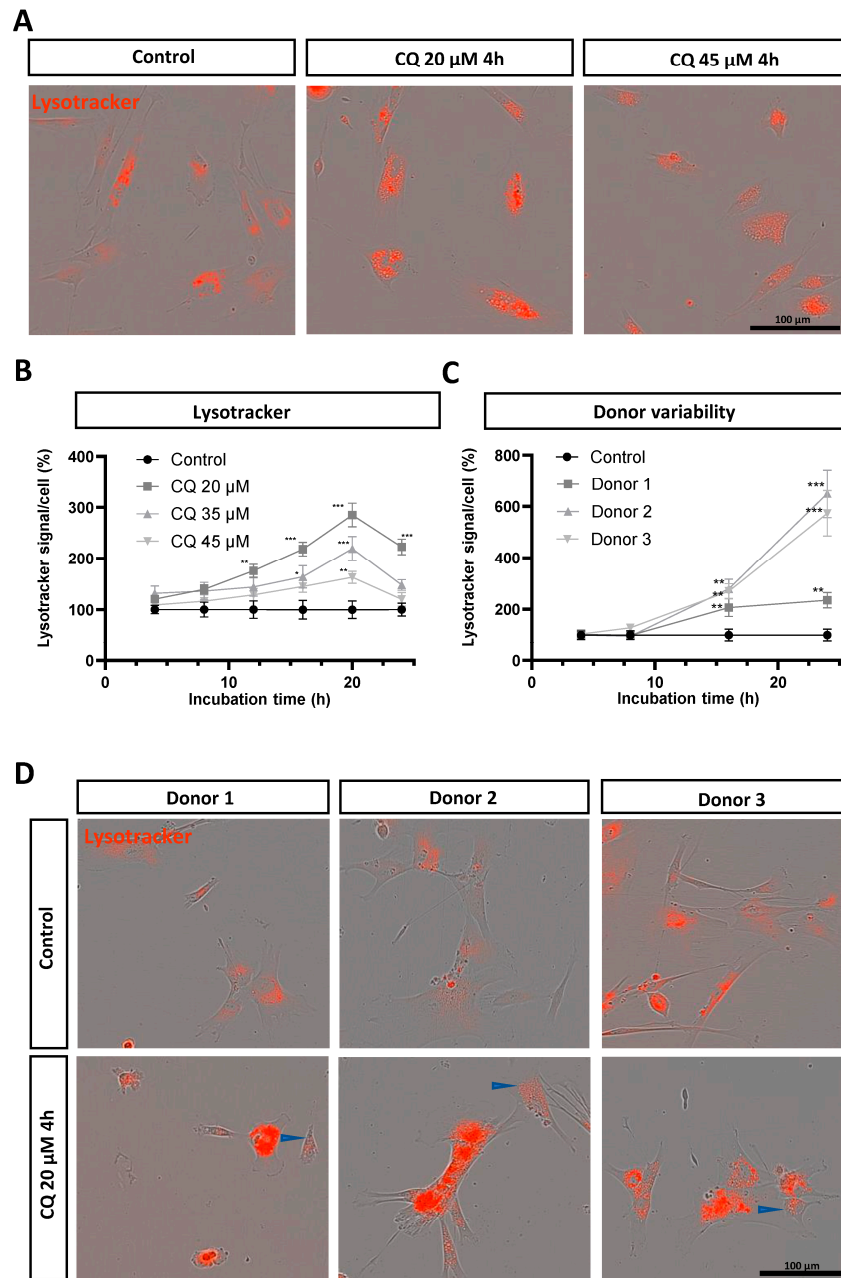 A
Control
CQ 20 µM 4h
CQ 45 µM 4h
Lysotracker
100 µm
B
Lysotracker
Lysotracker signal/cell (%)
400
300
200
100
0
Control
CQ 20 µM
CQ 35 µM
CQ 45 µM
**
***
*
***
***
**
***
0
10
20
Incubation time (h)
C
Donor variability
Lysotracker signal/cell (%)
800
600
400
200
0
Control
Donor 1
Donor 2
Donor 3
**
**
**
***
***
**
0
10
20
Incubation time (h)
D
Donor 1
Donor 2
Donor 3
Control
Lysotracker
CQ 20 µM 4h
100 µm